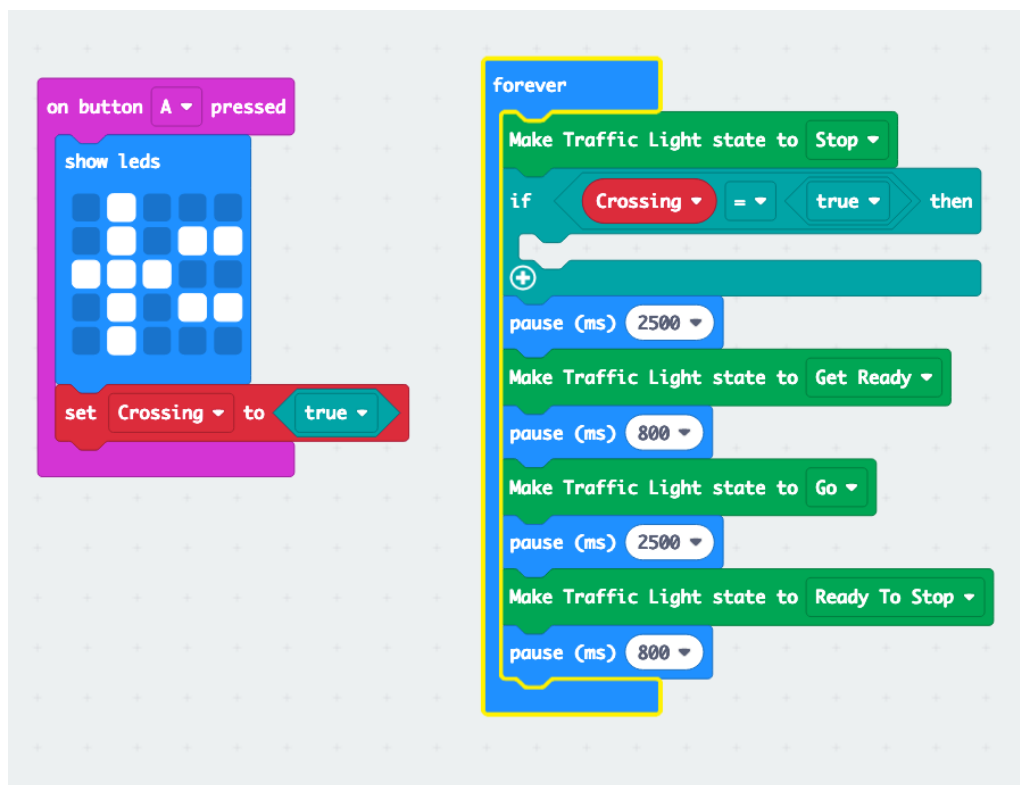 on button A pressed
show leds
set Crossing to true
forever
Make Traffic Light state to Stop
if Crossing = true then
pause (ms) 2500
Make Traffic Light state to Get Ready
pause (ms) 800
Make Traffic Light state to Go
pause (ms) 2500
Make Traffic Light state to Ready To Stop
pause (ms) 800